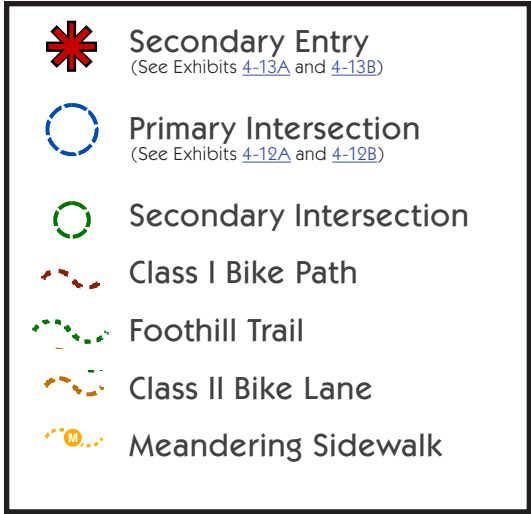 Secondary Entry
(See Exhibits 4-13A and 4-13B)
Primary Intersection
(See Exhibits 4-12A and 4-12B)
Secondary Intersection
Class I Bike Path
Foothill Trail
Class II Bike Lane
M
Meandering Sidewalk